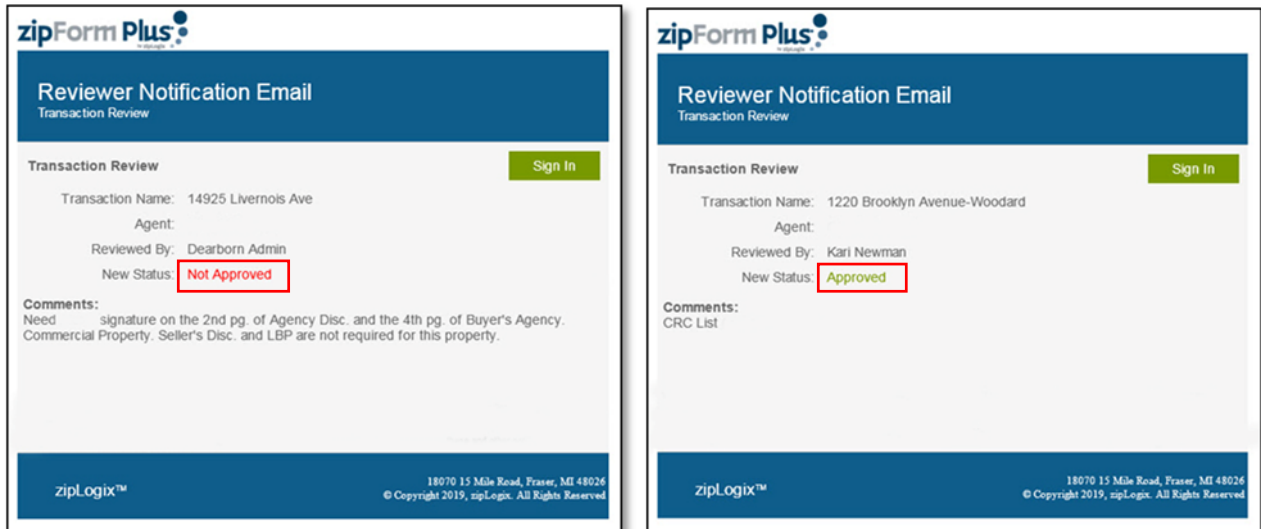 zipForm Plus
by zipLogix
Reviewer Notification Email
Transaction Review
Transaction Review
Sign In
Transaction Name: 14925 Livernois Ave
Agent:
Reviewed By: Dearborn Admin
New Status: Not Approved
Comments:
Need signature on the 2nd pg. of Agency Disc. and the 4th pg. of Buyer's Agency.
Commercial Property. Seller's Disc. and LBP are not required for this property.
zipLogix™
18070 15 Mile Road, Fraser, MI 48026
© Copyright 2019, zipLogix. All Rights Reserved
zipForm Plus
by zipLogix
Reviewer Notification Email
Transaction Review
Transaction Review
Sign In
Transaction Name: 1220 Brooklyn Avenue-Woodard
Agent:
Reviewed By: Kari Newman
New Status: Approved
Comments:
CRC List
zipLogix™
18070 15 Mile Road, Fraser, MI 48026
© Copyright 2019, zipLogix. All Rights Reserved